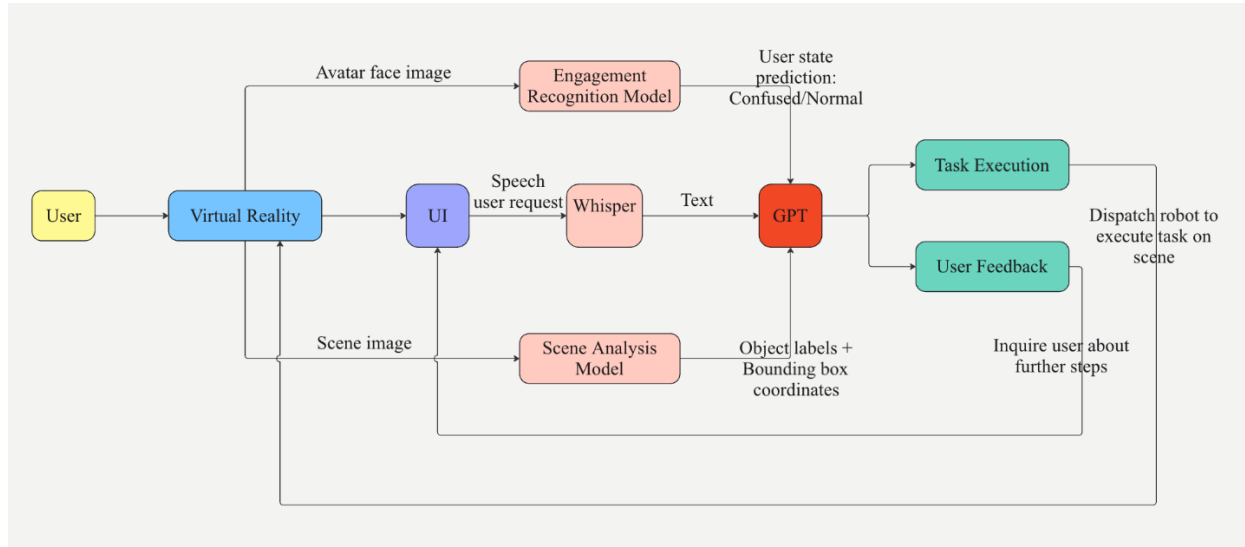 Avatar face image
Engagement
Recognition Model
User state
prediction:
Confused/Normal
User
Virtual Reality
UI
Speech
user request
Whisper
Text
GPT
Task Execution
Dispatch robot to
execute task on
scene
User Feedback
Scene image
Scene Analysis
Model
Object labels +
Bounding box
coordinates
Inquire user about
further steps